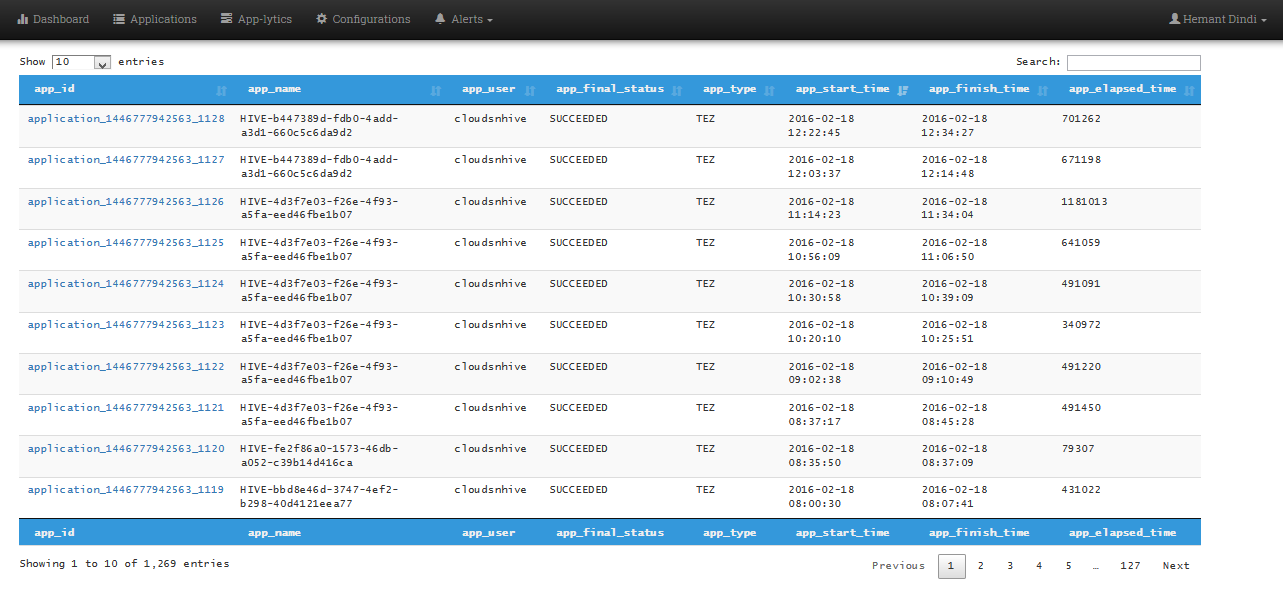 Dashboard Applications App-lytics Configurations Alerts Hemant Dindi
Show 10 entries Search:
app_id app_name app_user app_final_status app_type app_start_time app_finish_time app_elapsed_time
application_1446777942563_1128 HIVE-b447389d-fdb0-4add- cloudsnhive SUCCEEDED TEZ 2016-02-18 2016-02-18 701262
a3d1-660c5c6da9d2 12:22:45 12:34:27
application_1446777942563_1127 HIVE-b447389d-fdb0-4add- cloudsnhive SUCCEEDED TEZ 2016-02-18 2016-02-18 671198
a3d1-660c5c6da9d2 12:03:37 12:14:48
application_1446777942563_1126 HIVE-4d3f7e03-f26e-4f93- cloudsnhive SUCCEEDED TEZ 2016-02-18 2016-02-18 1181013
a5fa-eed46fbe1b07 11:14:23 11:34:04
application_1446777942563_1125 HIVE-4d3f7e03-f26e-4f93- cloudsnhive SUCCEEDED TEZ 2016-02-18 2016-02-18 641059
a5fa-eed46fbe1b07 10:56:09 11:06:50
application_1446777942563_1124 HIVE-4d3f7e03-f26e-4f93- cloudsnhive SUCCEEDED TEZ 2016-02-18 2016-02-18 491091
a5fa-eed46fbe1b07 10:30:58 10:39:09
application_1446777942563_1123 HIVE-4d3f7e03-f26e-4f93- cloudsnhive SUCCEEDED TEZ 2016-02-18 2016-02-18 340972
a5fa-eed46fbe1b07 10:20:10 10:25:51
application_1446777942563_1122 HIVE-4d3f7e03-f26e-4f93- cloudsnhive SUCCEEDED TEZ 2016-02-18 2016-02-18 491220
a5fa-eed46fbe1b07 09:02:38 09:10:49
application_1446777942563_1121 HIVE-4d3f7e03-f26e-4f93- cloudsnhive SUCCEEDED TEZ 2016-02-18 2016-02-18 491450
a5fa-eed46fbe1b07 08:37:17 08:45:28
application_1446777942563_1120 HIVE-fe2f86a0-1573-46db- cloudsnhive SUCCEEDED TEZ 2016-02-18 2016-02-18 79307
a052-c39b14d416ca 08:35:50 08:37:09
application_1446777942563_1119 HIVE-bbd8e46d-3747-4ef2- cloudsnhive SUCCEEDED TEZ 2016-02-18 2016-02-18 431022
b298-40d4121eea77 08:00:30 08:07:41
app_id app_name app_user app_final_status app_type app_start_time app_finish_time app_elapsed_time
Showing 1 to 10 of 1,269 entries Previous 1 2 3 4 5 … 127 Next